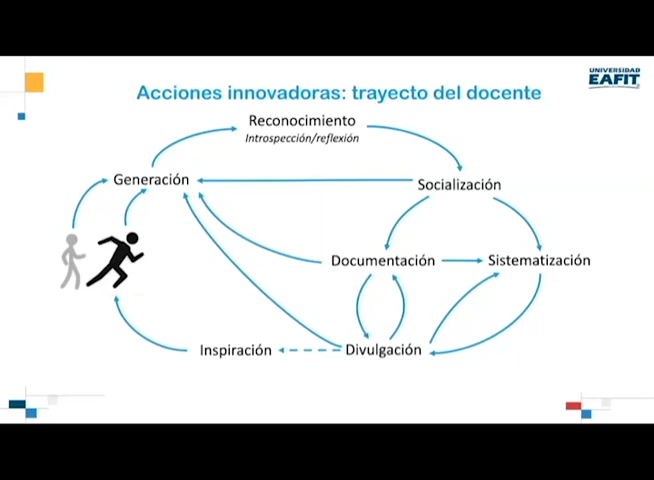 UNIVERSIDAD
EAFIT
Acciones innovadoras: trayecto del docente
Reconocimiento
Introspección/reflexión
Generación
Socialización
Documentación
Sistematización
Inspiración
Divulgación